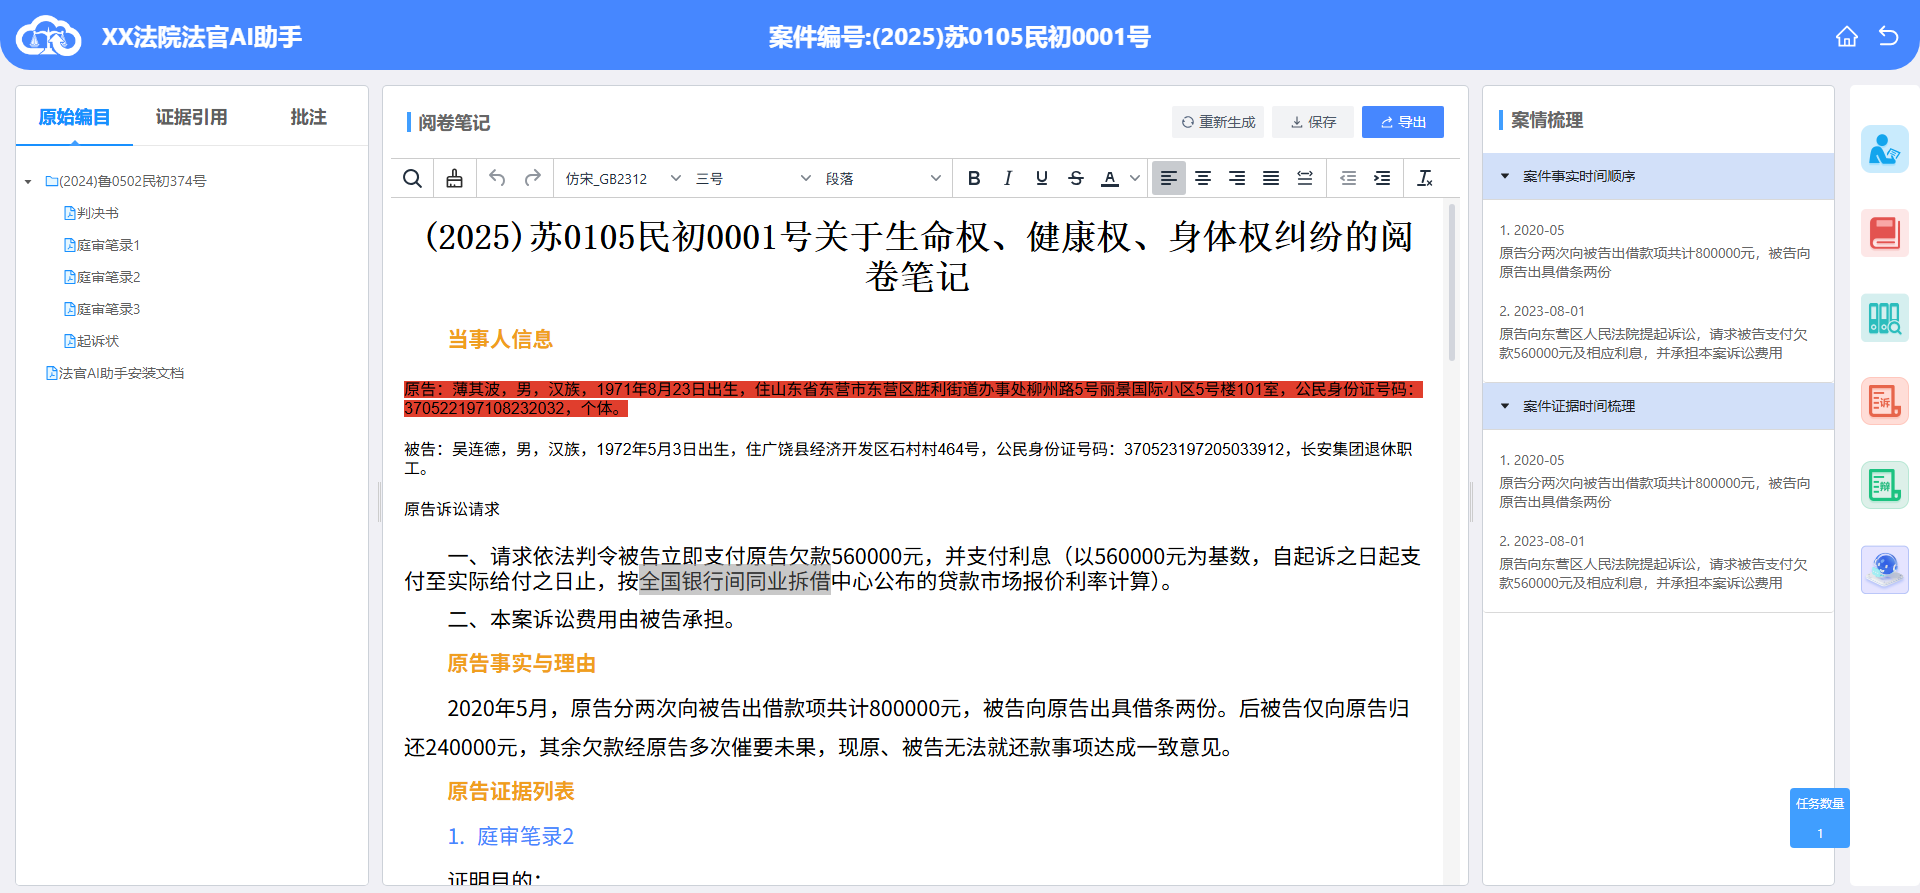 XX法院法官AI助手
案件编号:(2025)苏0105民初0001号
原始编目
证据引用
批注
(2024)鲁0502民初374号
判决书
庭审笔录1
庭审笔录2
庭审笔录3
起诉状
法官AI助手安装文档
阅卷笔记
重新生成
保存
导出
仿宋_GB2312
三号
段落
(2025)苏0105民初0001号关于生命权、健康权、身体权纠纷的阅
卷笔记
当事人信息
原告：薄其波，男，汉族，1971年8月23日出生，住山东省东营市东营区胜利街道办事处柳州路5号丽景国际小区5号楼101室，公民身份证号码：
370522197108232032，个体。
被告：吴连德，男，汉族，1972年5月3日出生，住广饶县经济开发区石村村464号，公民身份证号码：370523197205033912，长安集团退休职
工。
原告诉讼请求
一、请求依法判令被告立即支付原告欠款560000元，并支付利息（以560000元为基数，自起诉之日起支
付至实际给付之日止，按全国银行间同业拆借中心公布的贷款市场报价利率计算）。
二、本案诉讼费用由被告承担。
原告事实与理由
2020年5月，原告分两次向被告出借款项共计800000元，被告向原告出具借条两份。后被告仅向原告归
还240000元，其余欠款经原告多次催要未果，现原、被告无法就还款事项达成一致意见。
原告证据列表
1. 庭审笔录2
证明目的：
案情梳理
案件事实时间顺序
1. 2020-05
原告分两次向被告出借款项共计800000元，被告向
原告出具借条两份
2. 2023-08-01
原告向东营区人民法院提起诉讼，请求被告支付欠
款560000元及相应利息，并承担本案诉讼费用
案件证据时间梳理
1. 2020-05
原告分两次向被告出借款项共计800000元，被告向
原告出具借条两份
2. 2023-08-01
原告向东营区人民法院提起诉讼，请求被告支付欠
款560000元及相应利息，并承担本案诉讼费用
诉
辩
任务数量
1